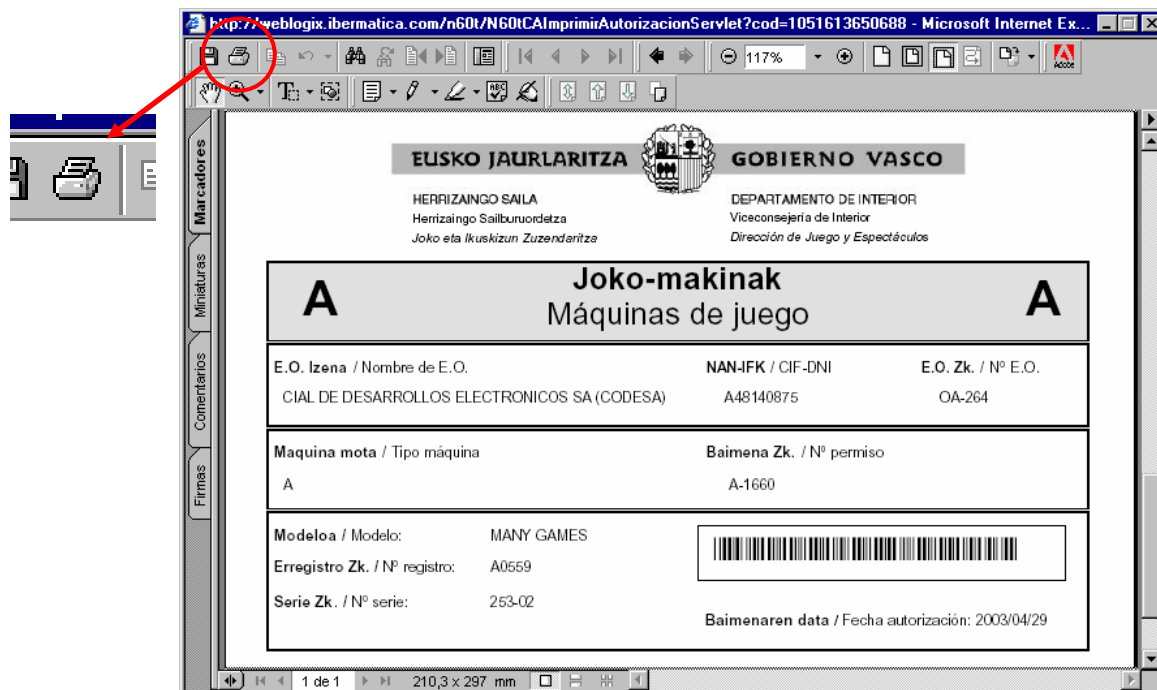 http://weblogix.ibermatica.com/n60t/N60tCAImprimirAutorizacionServlet?cod=1051613650688 - Microsoft Internet Ex...
117%
Adobe
Marcadores
Miniaturas
Comentarios
Firmas
EUSKO JAURLARITZA GOBIERNO VASCO
HERRIZAINGO SAILA DEPARTAMENTO DE INTERIOR
Herrizaingo Sailburuordetza Viceconsejería de Interior
Joko eta Ikuskizun Zuzendaritza Dirección de Juego y Espectáculos
A Joko-makinak A
Máquinas de juego
E.O. Izena / Nombre de E.O. NAN-IFK / CIF-DNI E.O. Zk. / Nº E.O.
CIAL DE DESARROLLOS ELECTRONICOS SA (CODESA) A48140875 OA-264
Maquina mota / Tipo máquina Baimena Zk. / Nº permiso
A A-1660
Modeloa / Modelo: MANY GAMES
Erregistro Zk. / Nº registro: A0559
Serie Zk. / Nº serie: 253-02
Baimenaren data / Fecha autorización: 2003/04/29
1 de 1 210,3 x 297 mm